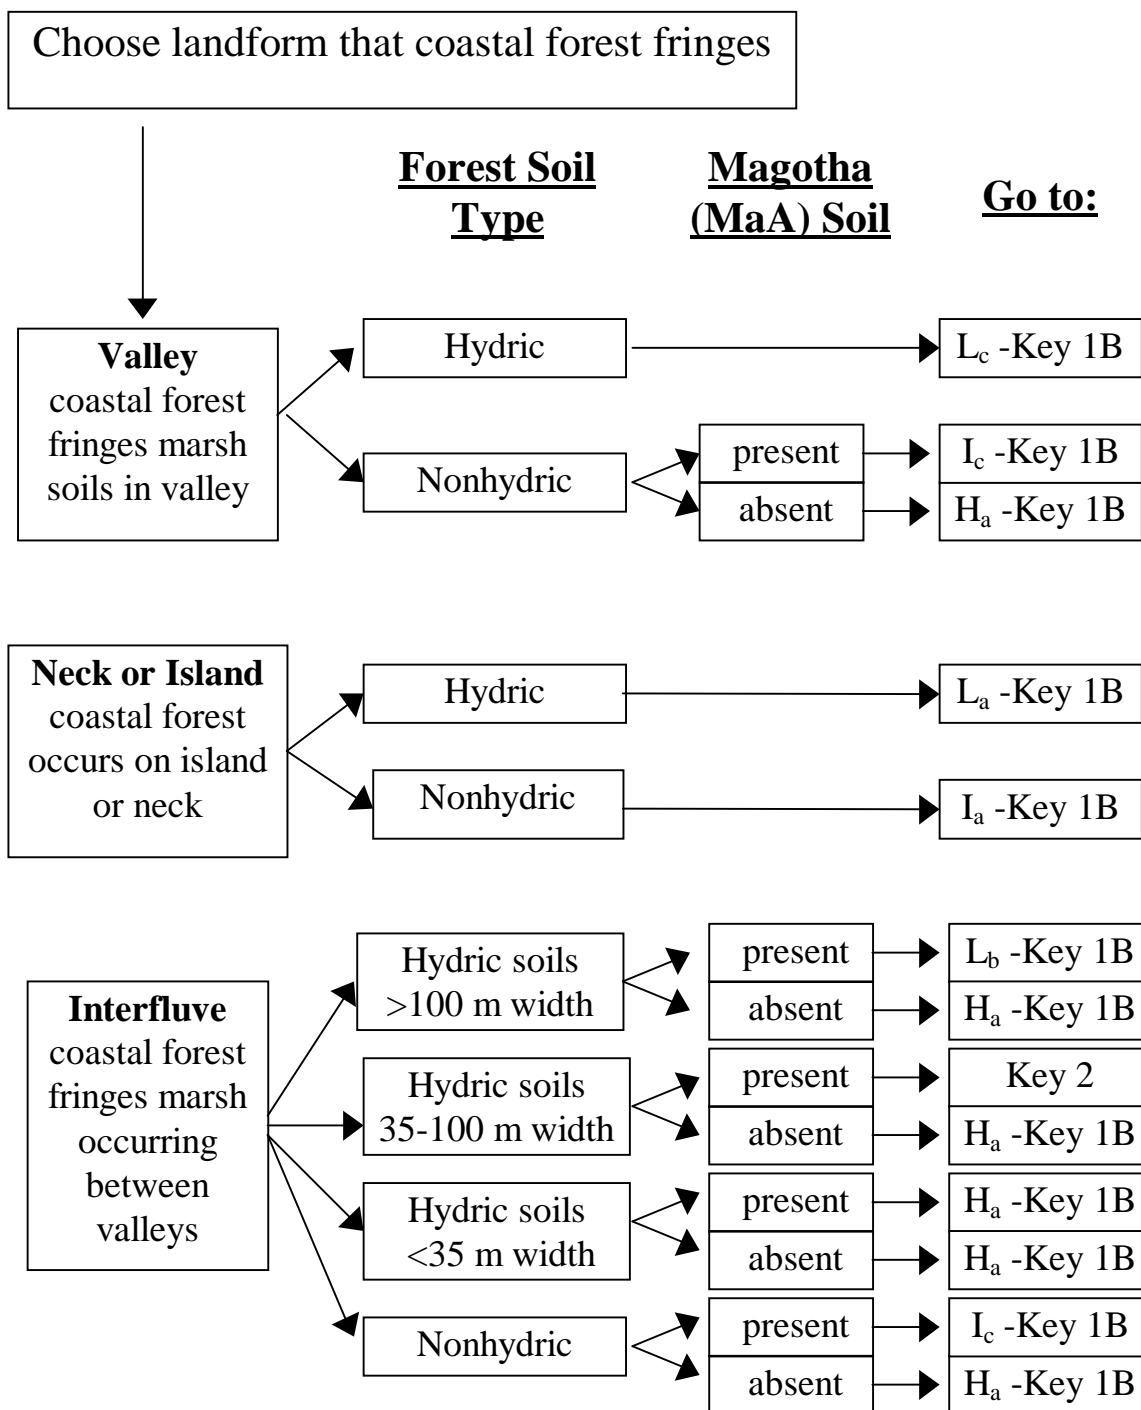 Choose landform that coastal forest fringes
Forest Soil
Type
Magotha
(MaA) Soil
Go to:
Valley
coastal forest
fringes marsh
soils in valley
Hydric
Lc -Key 1B
Nonhydric
present
Ic -Key 1B
absent
Ha -Key 1B
Neck or Island
coastal forest
occurs on island
or neck
Hydric
La -Key 1B
Nonhydric
Ia -Key 1B
Interfluve
coastal forest
fringes marsh
occurring
between
valleys
Hydric soils
>100 m width
present
Lb -Key 1B
absent
Ha -Key 1B
Hydric soils
35-100 m width
present
Key 2
absent
Ha -Key 1B
Hydric soils
<35 m width
present
Ha -Key 1B
absent
Ha -Key 1B
Nonhydric
present
Ic -Key 1B
absent
Ha -Key 1B